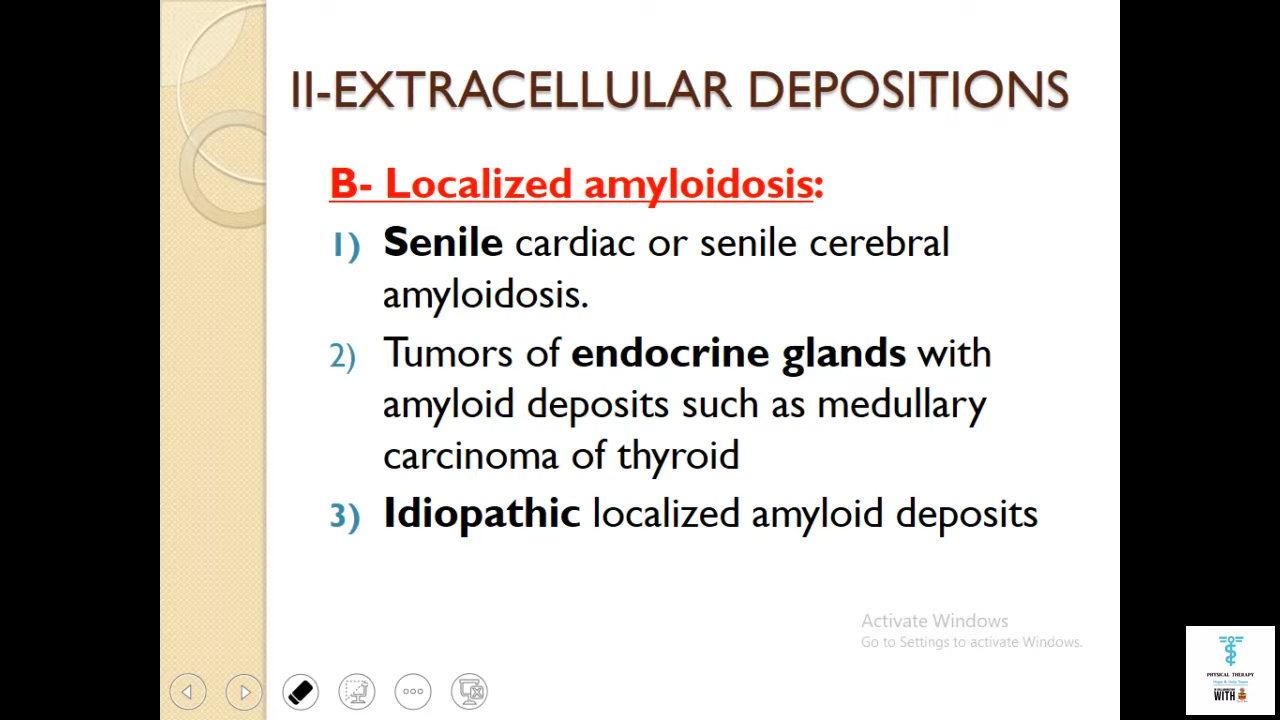 II-EXTRACELLULAR DEPOSITIONS
B- Localized amyloidosis:
1) Senile cardiac or senile cerebral
amyloidosis.
2) Tumors of endocrine glands with
amyloid deposits such as medullary
carcinoma of thyroid
3) Idiopathic localized amyloid deposits
Activate Windows
Go to Settings to activate Windows.
PHYSICAL THERAPY
WITH